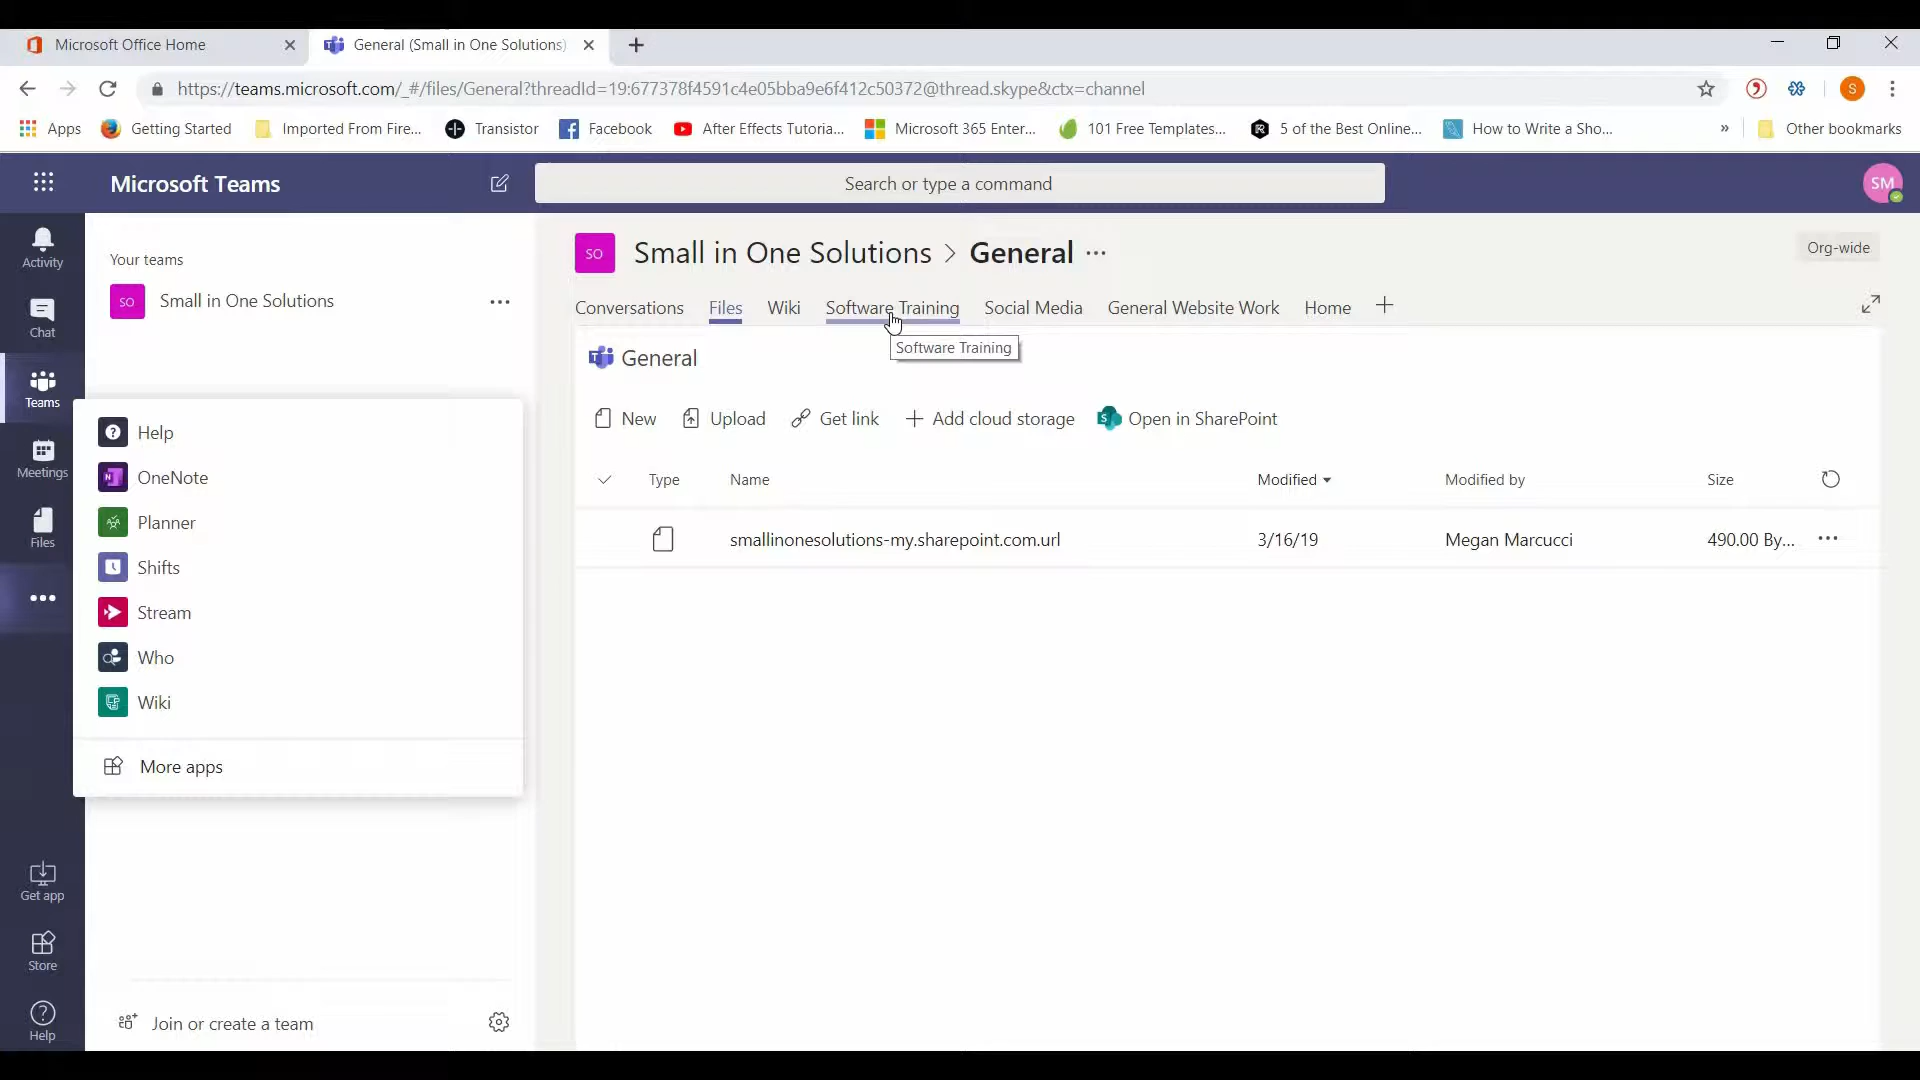 Microsoft Office Home
General (Small in One Solutions)
https://teams.microsoft.com/_#/files/General?threadId=19:677378f4591c4e05bba9e6f412c50372@thread.skype&ctx=channel
S
Apps Getting Started Imported From Fire... Transistor Facebook After Effects Tutoria... Microsoft 365 Enter... 101 Free Templates... 5 of the Best Online... How to Write a Sho... » Other bookmarks
Microsoft Teams
Search or type a command
SM
Activity
Chat
Teams
Meetings
Files
Get app
Store
Help
Your teams
SO Small in One Solutions
Help
OneNote
Planner
Shifts
Stream
Who
Wiki
More apps
Join or create a team
SO Small in One Solutions > General
Org-wide
Conversations Files Wiki Software Training Social Media General Website Work Home
Software Training
General
New Upload Get link Add cloud storage Open in SharePoint
Type Name Modified Modified by Size
smallinonesolutions-my.sharepoint.com.url 3/16/19 Megan Marcucci 490.00 By...